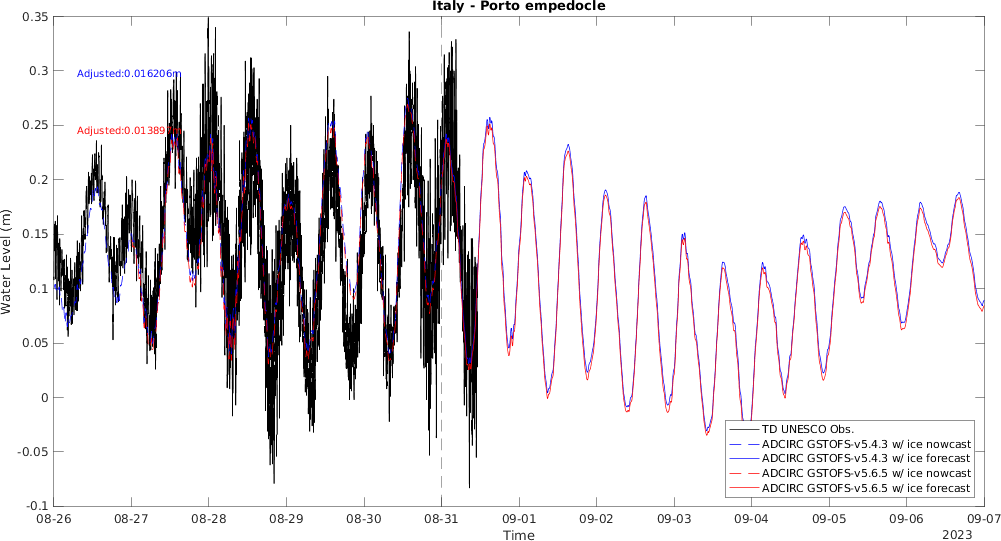 Italy - Porto empedocle
0.35
0.3
0.25
0.2
0.15
0.1
0.05
0
-0.05
-0.1
Water Level (m)
Adjusted:0.016206m
Adjusted:0.01389
TD UNESCO Obs.
ADCIRC GSTOFS-v5.4.3 w/ ice nowcast
ADCIRC GSTOFS-v5.4.3 w/ ice forecast
ADCIRC GSTOFS-v5.6.5 w/ ice nowcast
ADCIRC GSTOFS-v5.6.5 w/ ice forecast
08-26 08-27 08-28 08-29 08-30 08-31 09-01 09-02 09-03 09-04 09-05 09-06 09-07
Time
2023